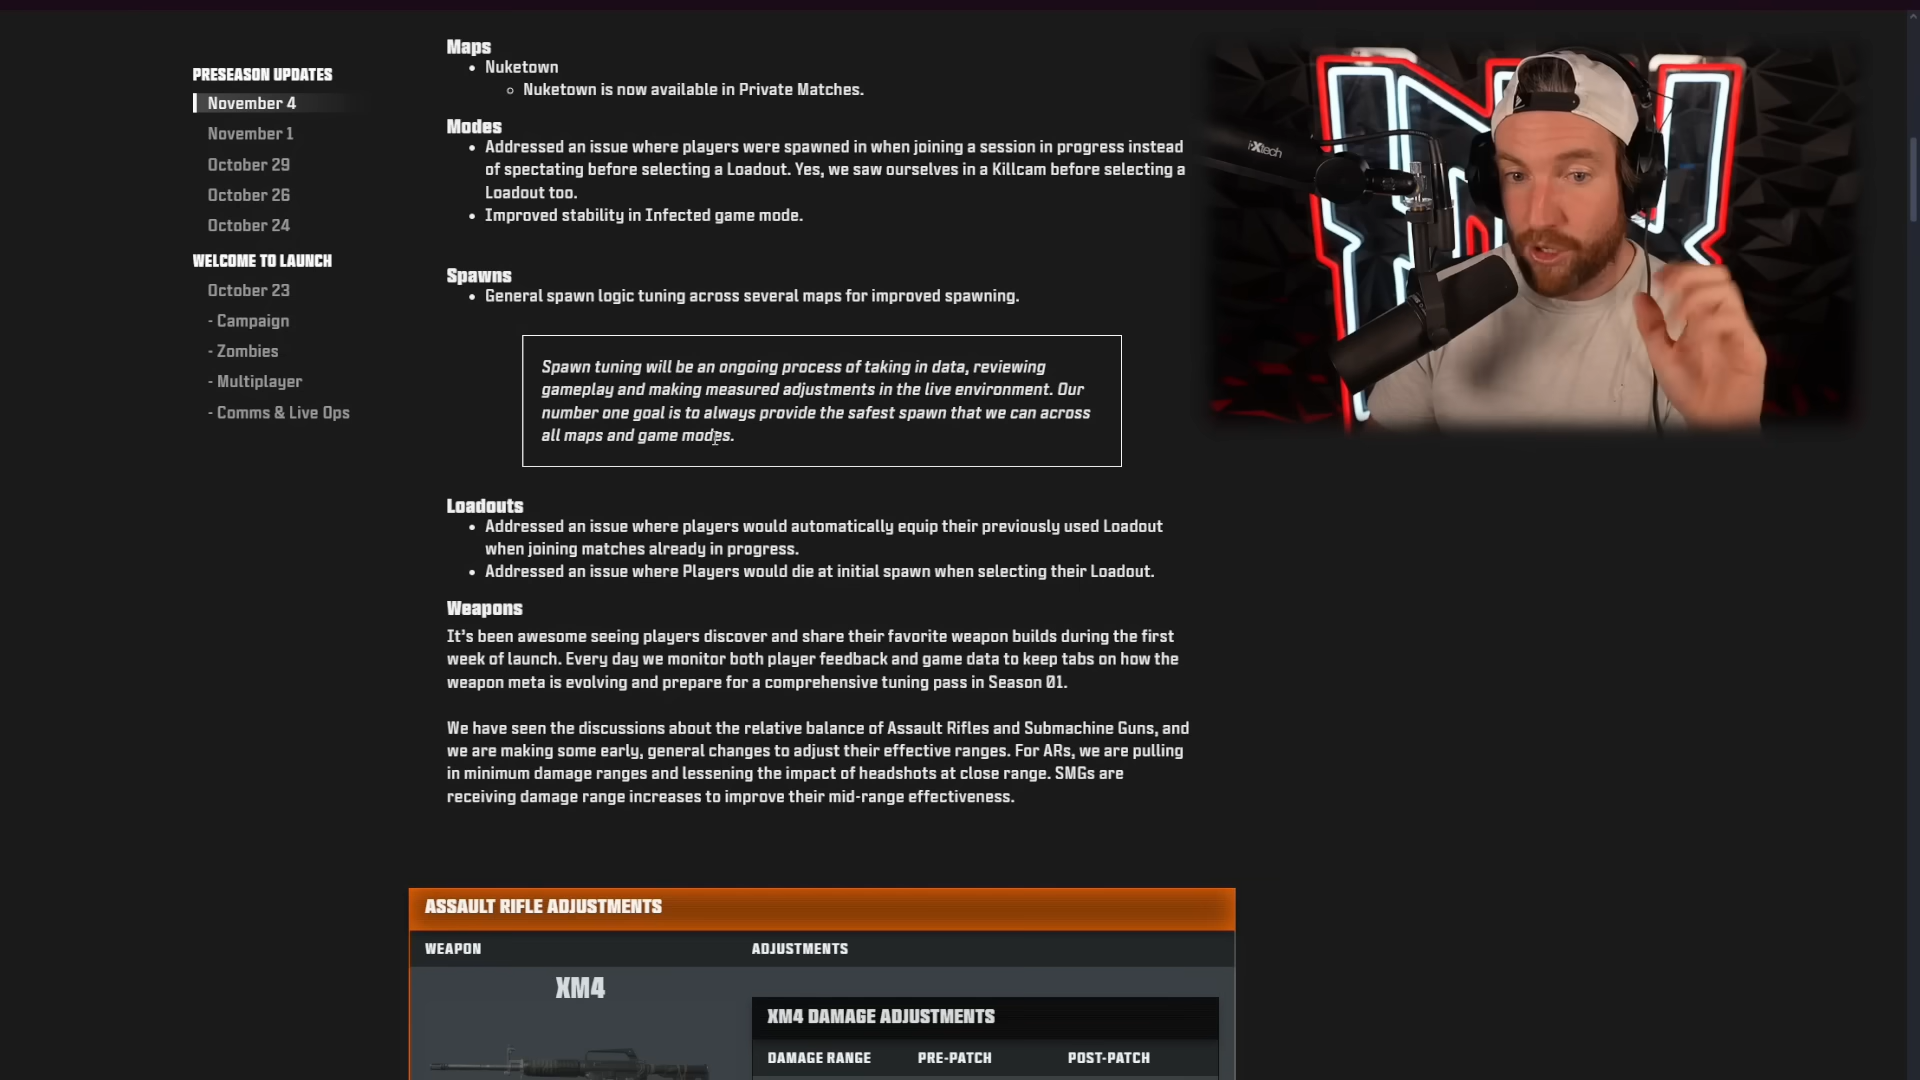 PRESEASON UPDATES
November 4
November 1
October 29
October 26
October 24
WELCOME TO LAUNCH
October 23
- Campaign
- Zombies
- Multiplayer
- Comms & Live Ops
Maps
• Nuketown
◦ Nuketown is now available in Private Matches.
Modes
• Addressed an issue where players were spawned in when joining a session in progress instead
of spectating before selecting a Loadout. Yes, we saw ourselves in a Killcam before selecting a
Loadout too.
• Improved stability in Infected game mode.
Spawns
• General spawn logic tuning across several maps for improved spawning.
Spawn tuning will be an ongoing process of taking in data, reviewing
gameplay and making measured adjustments in the live environment. Our
number one goal is to always provide the safest spawn that we can across
all maps and game modes.
Loadouts
• Addressed an issue where players would automatically equip their previously used Loadout
when joining matches already in progress.
• Addressed an issue where Players would die at initial spawn when selecting their Loadout.
Weapons
It's been awesome seeing players discover and share their favorite weapon builds during the first
week of launch. Every day we monitor both player feedback and game data to keep tabs on how the
weapon meta is evolving and prepare for a comprehensive tuning pass in Season 01.
We have seen the discussions about the relative balance of Assault Rifles and Submachine Guns, and
we are making some early, general changes to adjust their effective ranges. For ARs, we are pulling
in minimum damage ranges and lessening the impact of headshots at close range. SMGs are
receiving damage range increases to improve their mid-range effectiveness.
ASSAULT RIFLE ADJUSTMENTS
WEAPON ADJUSTMENTS
XM4
XM4 DAMAGE ADJUSTMENTS
DAMAGE RANGE PRE-PATCH POST-PATCH